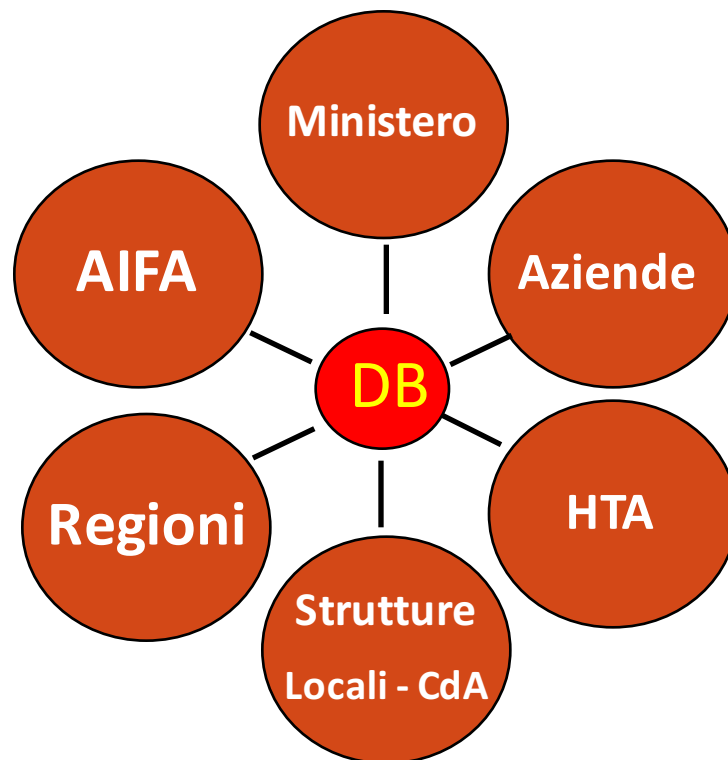 Ministero
AIFA
Aziende
DB
Regioni
HTA
Strutture
Locali - CdA